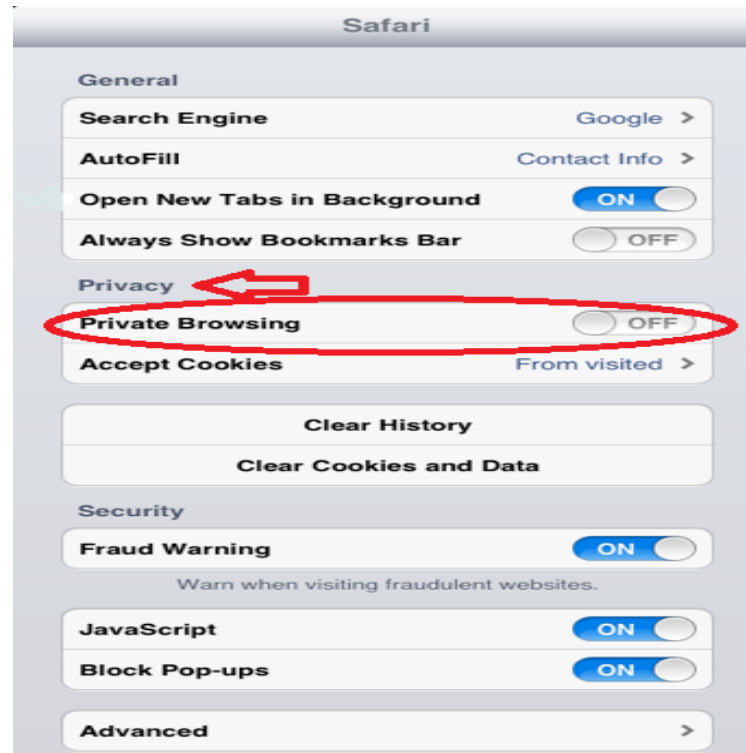 Safari
General
Search Engine Google >
AutoFill Contact Info >
Open New Tabs in Background ON
Always Show Bookmarks Bar OFF
Privacy
Private Browsing OFF
Accept Cookies From visited >
Clear History
Clear Cookies and Data
Security
Fraud Warning ON
Warn when visiting fraudulent websites.
JavaScript ON
Block Pop-ups ON
Advanced >